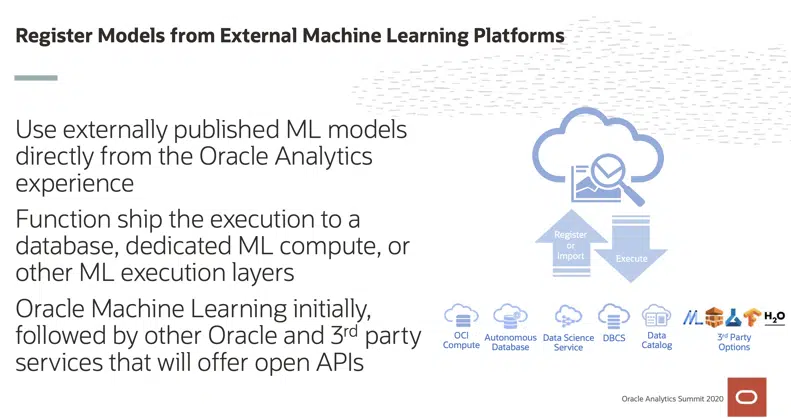 Register Models from External Machine Learning Platforms
Use externally published ML models
directly from the Oracle Analytics
experience
Function ship the execution to a
database, dedicated ML compute, or
other ML execution layers
Oracle Machine Learning initially,
followed by other Oracle and 3rd party
services that will offer open APIs
Register
or
Import
Execute
OCI
Compute
Autonomous
Database
Data Science
Service
DBCS
Data
Catalog
H2O
3rd Party
Options
Oracle Analytics Summit 2020